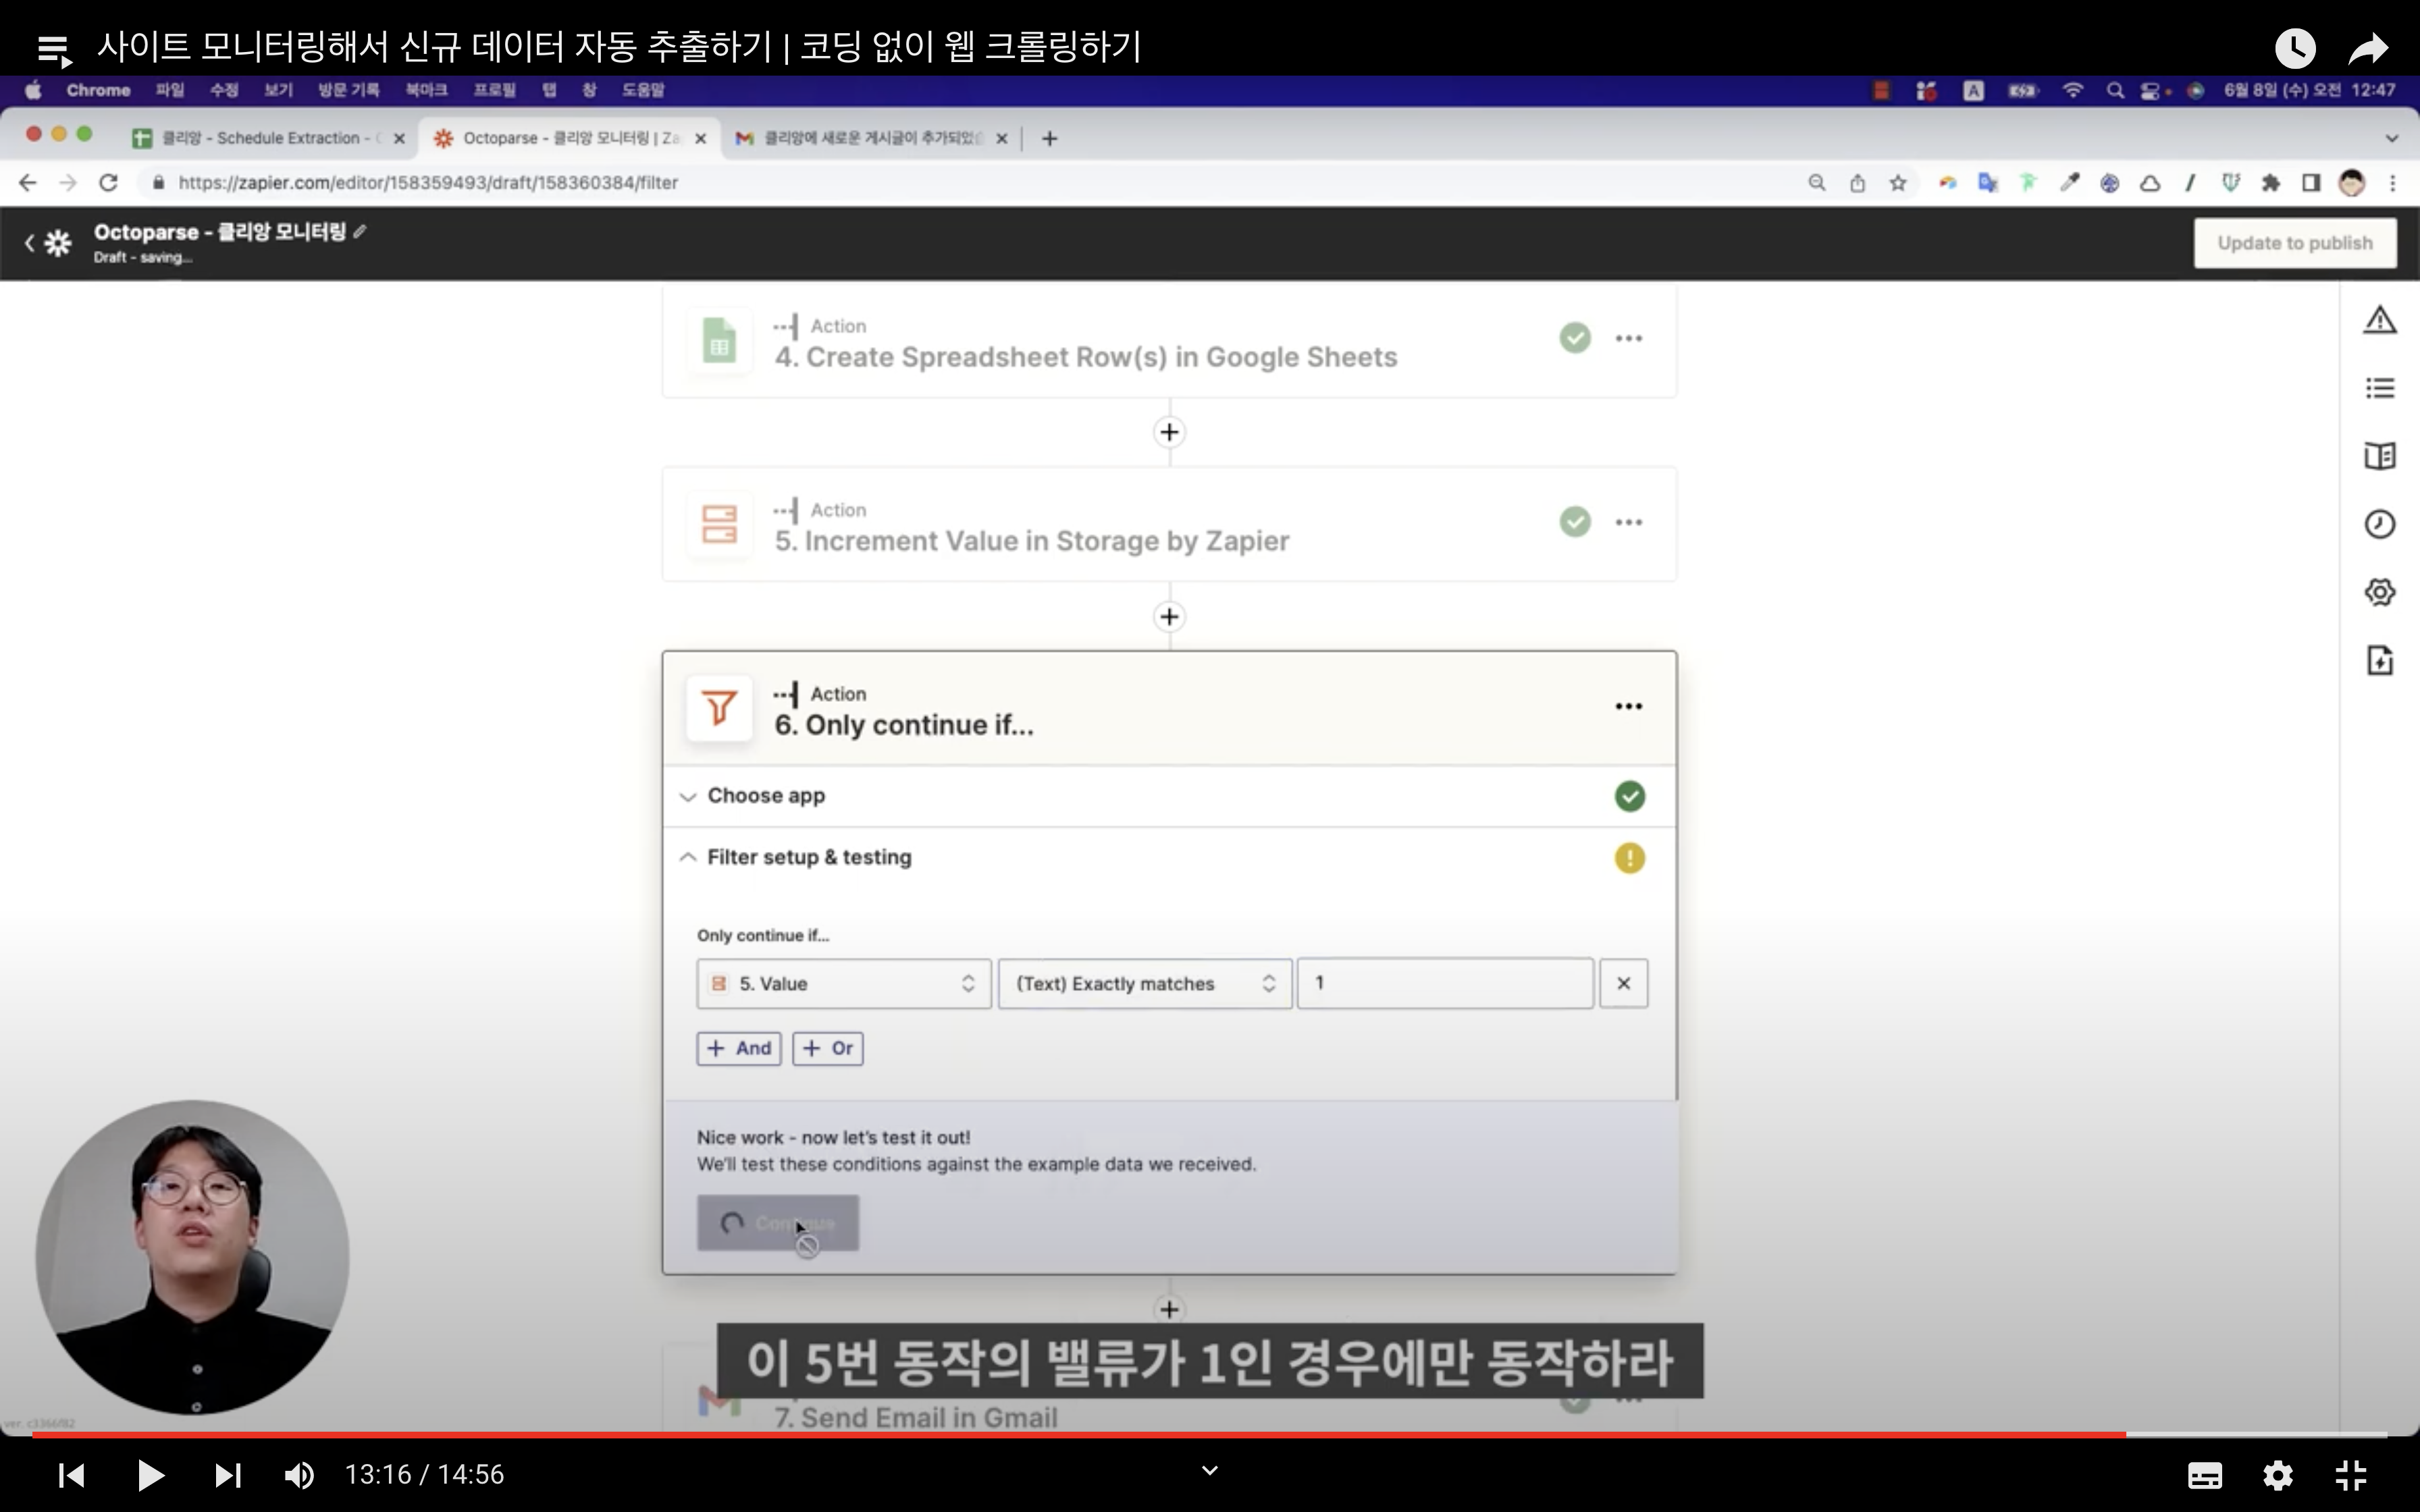 사이트 모니터링해서 신규 데이터 자동 추출하기 | 코딩 없이 웹 크롤링하기
Chrome 파일 수정 보기 방문 기록 북마크 프로필 탭 창 도움말 A 6월 8일 (수) 오전 12:47
클리앙 - Schedule Extraction - Octoparse - 클리앙 모니터링 | Za 클리앙에 새로운 게시글이 추가되었
https://zapier.com/editor/158359493/draft/158360384/filter
Octoparse - 클리앙 모니터링
Draft - saving...
Update to publish
Action
4. Create Spreadsheet Row(s) in Google Sheets
Action
5. Increment Value in Storage by Zapier
Action
6. Only continue if...
Choose app
Filter setup & testing
Only continue if...
5. Value (Text) Exactly matches 1
+ And + Or
Nice work - now let's test it out!
We'll test these conditions against the example data we received.
Continue
이 5번 동작의 밸류가 1인 경우에만 동작하라
7. Send Email in Gmail
ver. c3366f82
13:16 / 14:56